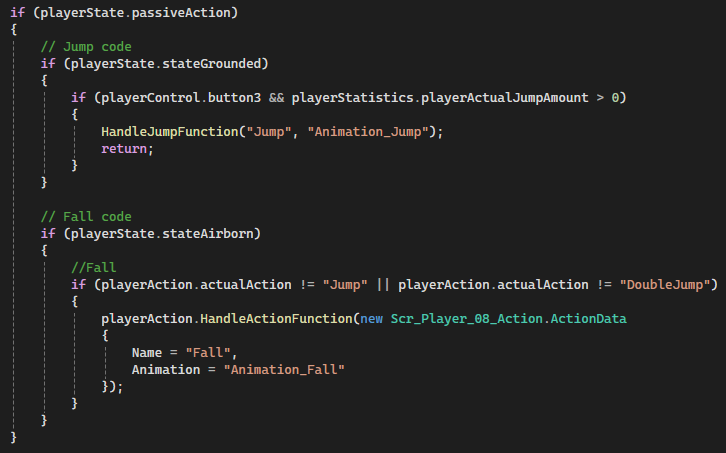 if (playerState.passiveAction)
{
    // Jump code
    if (playerState.stateGrounded)
    {
        if (playerControl.button3 && playerStatistics.playerActualJumpAmount > 0)
        {
            HandleJumpFunction("Jump", "Animation_Jump");
            return;
        }
    }

    // Fall code
    if (playerState.stateAirborn)
    {
        //Fall
        if (playerAction.actualAction != "Jump" || playerAction.actualAction != "DoubleJump")
        {
            playerAction.HandleActionFunction(new Scr_Player_08_Action.ActionData
            {
                Name = "Fall",
                Animation = "Animation_Fall"
            });
        }
    }
}